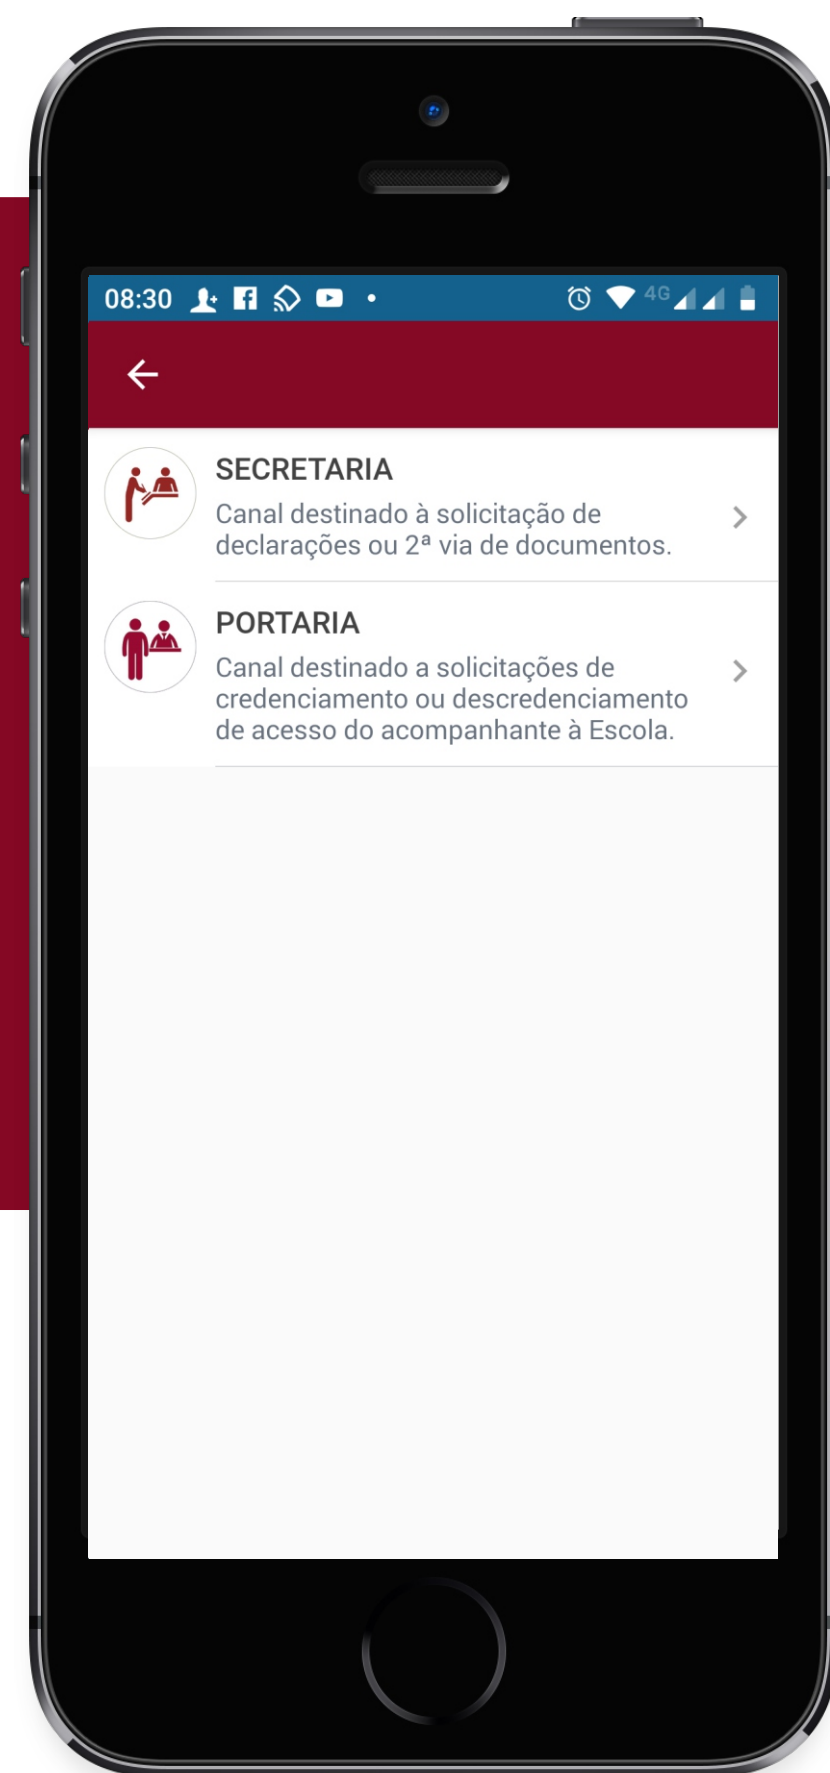 08:30
4G
SECRETARIA
Canal destinado à solicitação de
declarações ou 2ª via de documentos.
PORTARIA
Canal destinado a solicitações de
credenciamento ou descredenciamento
de acesso do acompanhante à Escola.